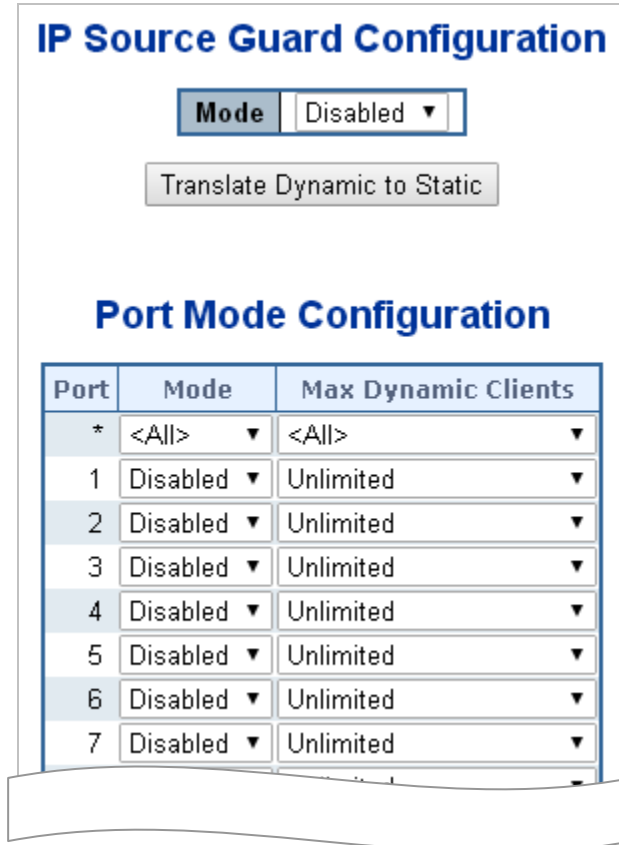 IP Source Guard Configuration
Mode Disabled
Translate Dynamic to Static
Port Mode Configuration
Port Mode Max Dynamic Clients
* <All> <All>
1 Disabled Unlimited
2 Disabled Unlimited
3 Disabled Unlimited
4 Disabled Unlimited
5 Disabled Unlimited
6 Disabled Unlimited
7 Disabled Unlimited